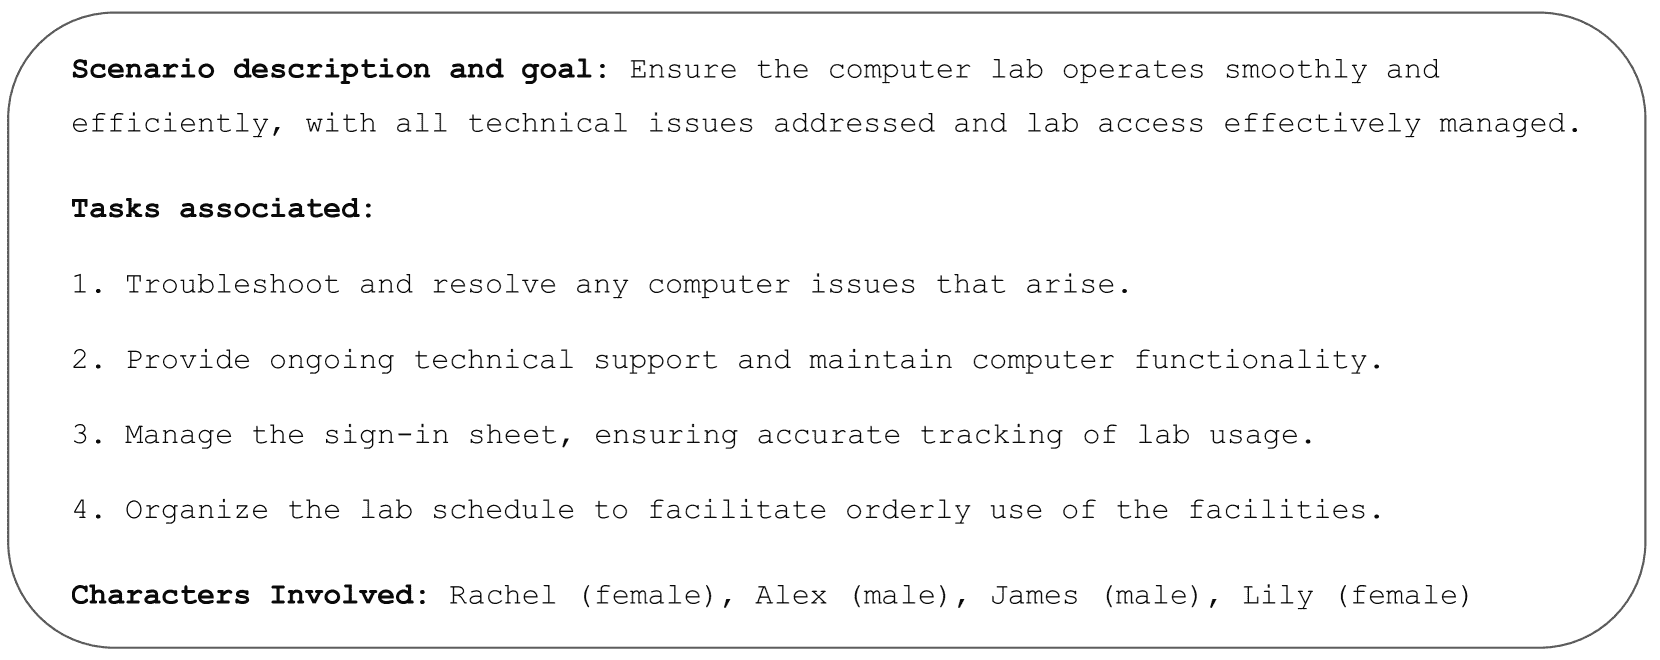 Scenario description and goal: Ensure the computer lab operates smoothly and
efficiently, with all technical issues addressed and lab access effectively managed.
Tasks associated:
1. Troubleshoot and resolve any computer issues that arise.
2. Provide ongoing technical support and maintain computer functionality.
3. Manage the sign-in sheet, ensuring accurate tracking of lab usage.
4. Organize the lab schedule to facilitate orderly use of the facilities.
Characters Involved: Rachel (female), Alex (male), James (male), Lily (female)